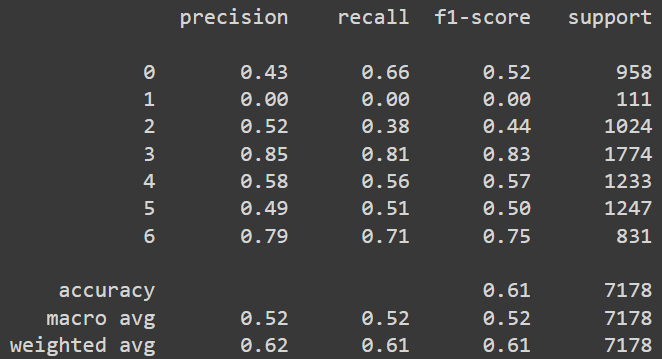 precision recall f1-score support
0 0.43 0.66 0.52 958
1 0.00 0.00 0.00 111
2 0.52 0.38 0.44 1024
3 0.85 0.81 0.83 1774
4 0.58 0.56 0.57 1233
5 0.49 0.51 0.50 1247
6 0.79 0.71 0.75 831
accuracy 0.61 7178
macro avg 0.52 0.52 0.52 7178
weighted avg 0.62 0.61 0.61 7178